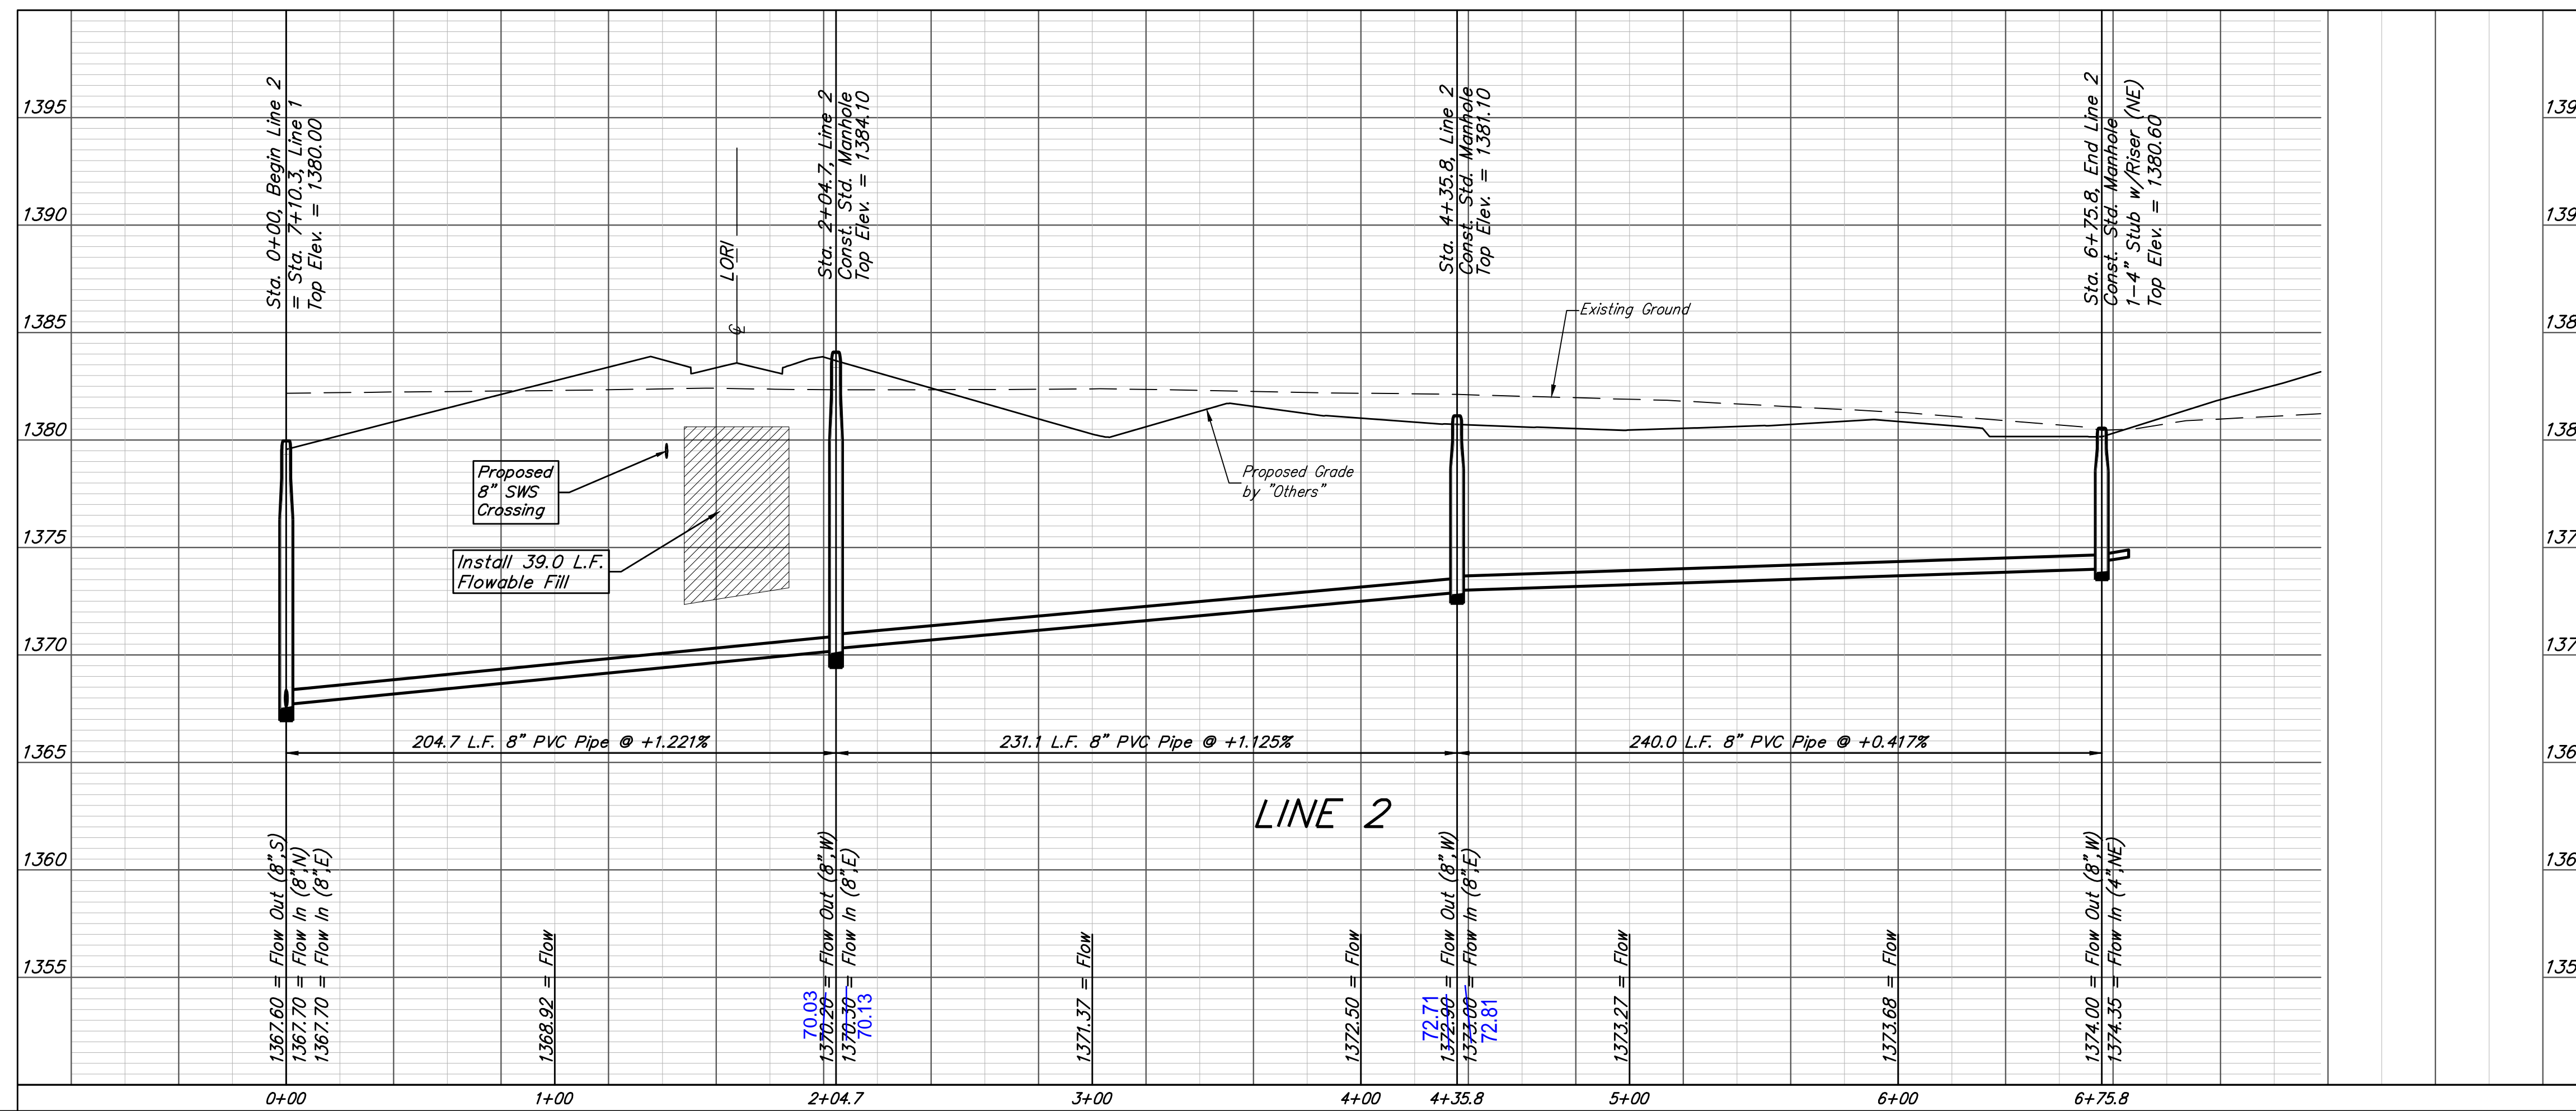 1395
1390
1385
1380
1375
1370
1365
1360
1355
Sta. 0+00, Begin Line 2
= Sta. 7+10.3, Line 1
Top Elev. = 1380.00
LORI
℄
Sta. 2+04.7, Line 2
Const. Std. Manhole
Top Elev. = 1384.10
Sta. 4+35.8, Line 2
Const. Std. Manhole
Top Elev. = 1381.10
Sta. 6+75.8, End Line 2
Const. Std. Manhole
1-4" Stub w/Riser (NE)
Top Elev. = 1380.60
Existing Ground
Proposed Grade
by "Others"
Proposed
8" SWS
Crossing
Install 39.0 L.F.
Flowable Fill
204.7 L.F. 8" PVC Pipe @ +1.221%
231.1 L.F. 8" PVC Pipe @ +1.125%
240.0 L.F. 8" PVC Pipe @ +0.417%
LINE 2
1367.60 = Flow Out (8",S)
1367.70 = Flow In (8",N)
1367.70 = Flow In (8",E)
1368.92 = Flow
70.03
1370.20 = Flow Out (8",W)
1370.30 = Flow In (8",E)
70.13
1371.37 = Flow
1372.50 = Flow
72.71
1372.90 = Flow Out (8",W)
1373.00 = Flow In (8",E)
72.81
1373.27 = Flow
1373.68 = Flow
1374.00 = Flow Out (8",W)
1374.35 = Flow In (4",NE)
0+00
1+00
2+04.7
3+00
4+00
4+35.8
5+00
6+00
6+75.8
139
139
138
138
137
137
136
136
135